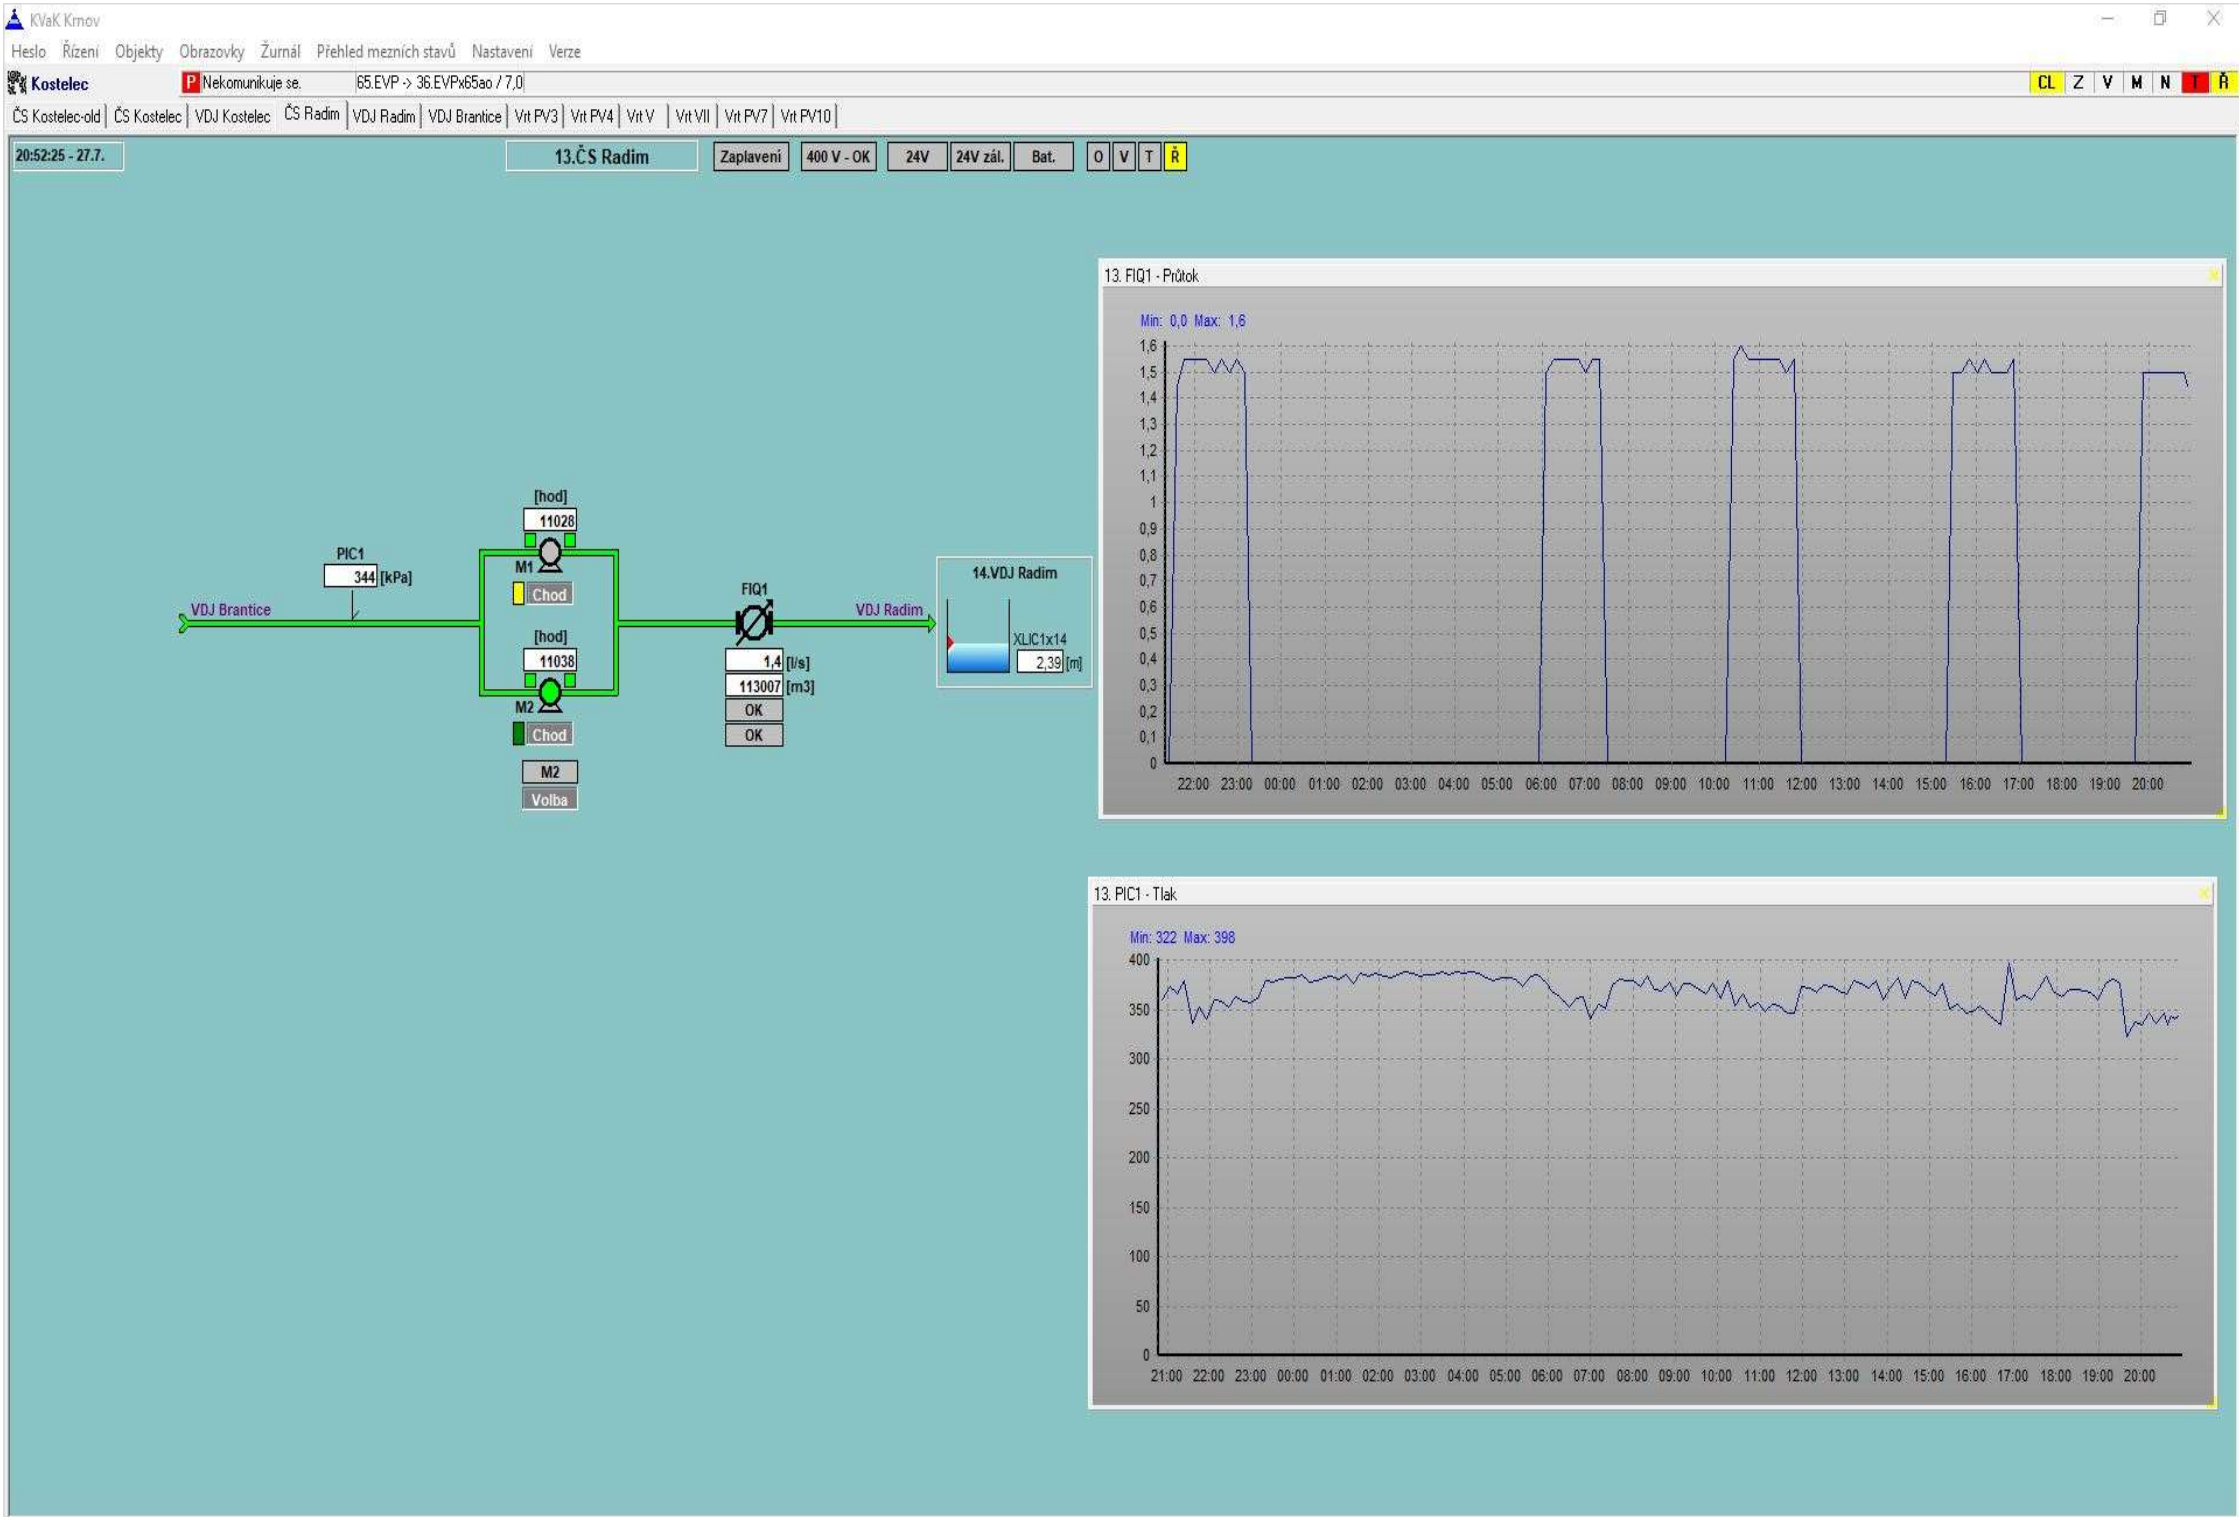 KVaK Krnov
Heslo Řízení Objekty Obrazovky Žurnál Přehled mezních stavů Nastavení Verze
Kostelec P Nekomunikuje se. 65.EVP -> 36.EVPx65ao / 7,0 CL Z V M N T Ř
ČS Kostelec-old ČS Kostelec VDJ Kostelec ČS Radim VDJ Radim VDJ Brantice Vrt PV3 Vrt PV4 Vrt V Vrt VII Vrt PV7 Vrt PV10
20:52:25 - 27.7. 13.ČS Radim Zaplavení 400 V - OK 24V 24V zál. Bat. O V T Ř
[hod]
11028
M1
Chod
PIC1
344 [kPa]
VDJ Brantice
[hod]
11038
M2
Chod
M2
Volba
FIQ1
1,4 [l/s]
113007 [m3]
OK
OK
VDJ Radim
14.VDJ Radim
XLIC1x14
2,39 [m]
13. FIQ1 - Průtok
Min: 0,0 Max: 1,6
1,6
1,5
1,4
1,3
1,2
1,1
1
0,9
0,8
0,7
0,6
0,5
0,4
0,3
0,2
0,1
0
22:00 23:00 00:00 01:00 02:00 03:00 04:00 05:00 06:00 07:00 08:00 09:00 10:00 11:00 12:00 13:00 14:00 15:00 16:00 17:00 18:00 19:00 20:00
13. PIC1 - Tlak
Min: 322 Max: 398
400
350
300
250
200
150
100
50
0
21:00 22:00 23:00 00:00 01:00 02:00 03:00 04:00 05:00 06:00 07:00 08:00 09:00 10:00 11:00 12:00 13:00 14:00 15:00 16:00 17:00 18:00 19:00 20:00